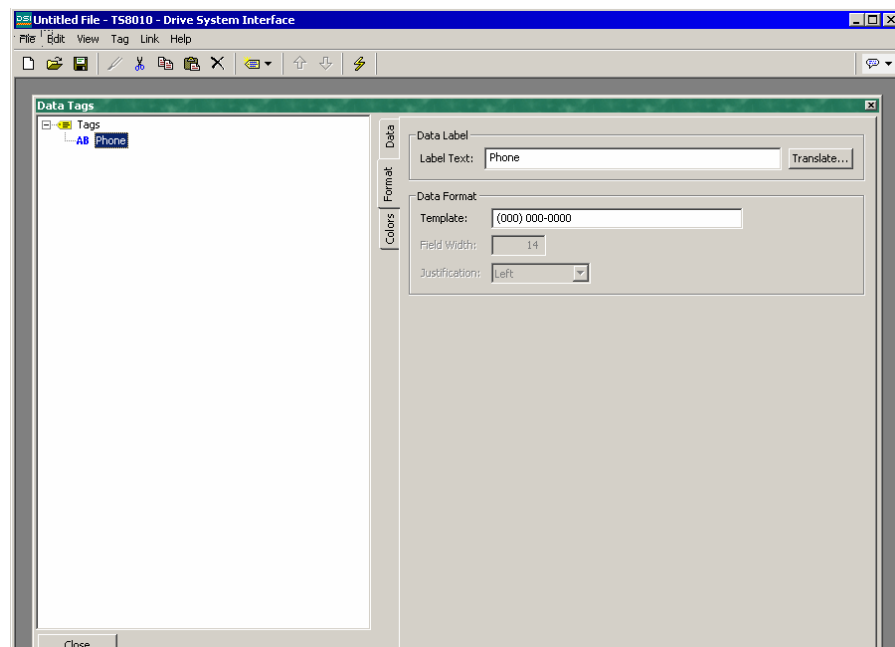 DSI Untitled File - TS8010 - Drive System Interface
File Edit View Tag Link Help
Data Tags
Tags
AB Phone
Data
Format
Colors
Data Label
Label Text: Phone Translate...
Data Format
Template: (000) 000-0000
Field Width: 14
Justification: Left
Close